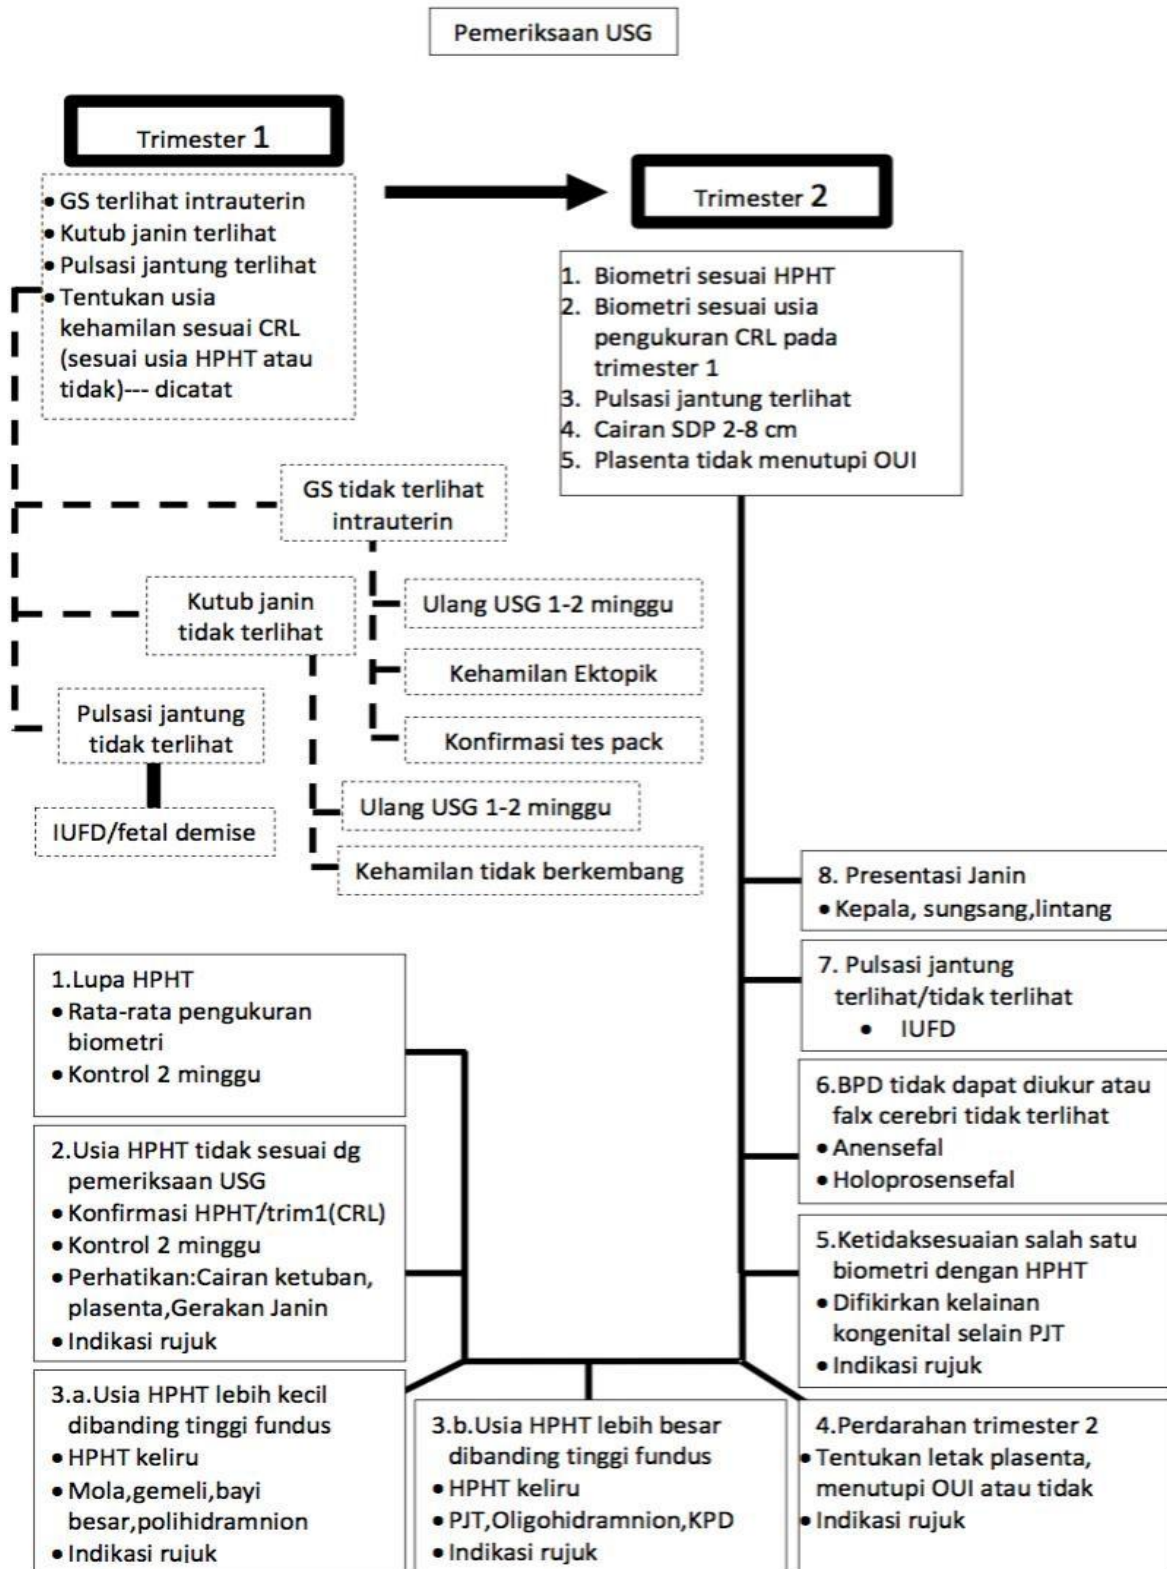 Pemeriksaan USG
Trimester 1
• GS terlihat intrauterin
• Kutub janin terlihat
• Pulsasi jantung terlihat
• Tentukan usia
kehamilan sesuai CRL
(sesuai usia HPHT atau
tidak)--- dicatat
Trimester 2
1. Biometri sesuai HPHT
2. Biometri sesuai usia
pengukuran CRL pada
trimester 1
3. Pulsasi jantung terlihat
4. Cairan SDP 2-8 cm
5. Plasenta tidak menutupi OUI
GS tidak terlihat
intrauterin
Ulang USG 1-2 minggu
Kehamilan Ektopik
Konfirmasi tes pack
Kutub janin
tidak terlihat
Ulang USG 1-2 minggu
Kehamilan tidak berkembang
Pulsasi jantung
tidak terlihat
IUFD/fetal demise
1.Lupa HPHT
• Rata-rata pengukuran
biometri
• Kontrol 2 minggu
2.Usia HPHT tidak sesuai dg
pemeriksaan USG
• Konfirmasi HPHT/trim1(CRL)
• Kontrol 2 minggu
• Perhatikan:Cairan ketuban,
plasenta,Gerakan Janin
• Indikasi rujuk
3.a.Usia HPHT lebih kecil
dibanding tinggi fundus
• HPHT keliru
• Mola,gemeli,bayi
besar,polihidramnion
• Indikasi rujuk
3.b.Usia HPHT lebih besar
dibanding tinggi fundus
• HPHT keliru
• PJT,Oligohidramnion,KPD
• Indikasi rujuk
4.Perdarahan trimester 2
• Tentukan letak plasenta,
menutupi OUI atau tidak
• Indikasi rujuk
5.Ketidaksesuaian salah satu
biometri dengan HPHT
• Difikirkan kelainan
kongenital selain PJT
• Indikasi rujuk
6.BPD tidak dapat diukur atau
falx cerebri tidak terlihat
• Anensefal
• Holoprosensefal
7. Pulsasi jantung
terlihat/tidak terlihat
• IUFD
8. Presentasi Janin
• Kepala, sungsang,lintang